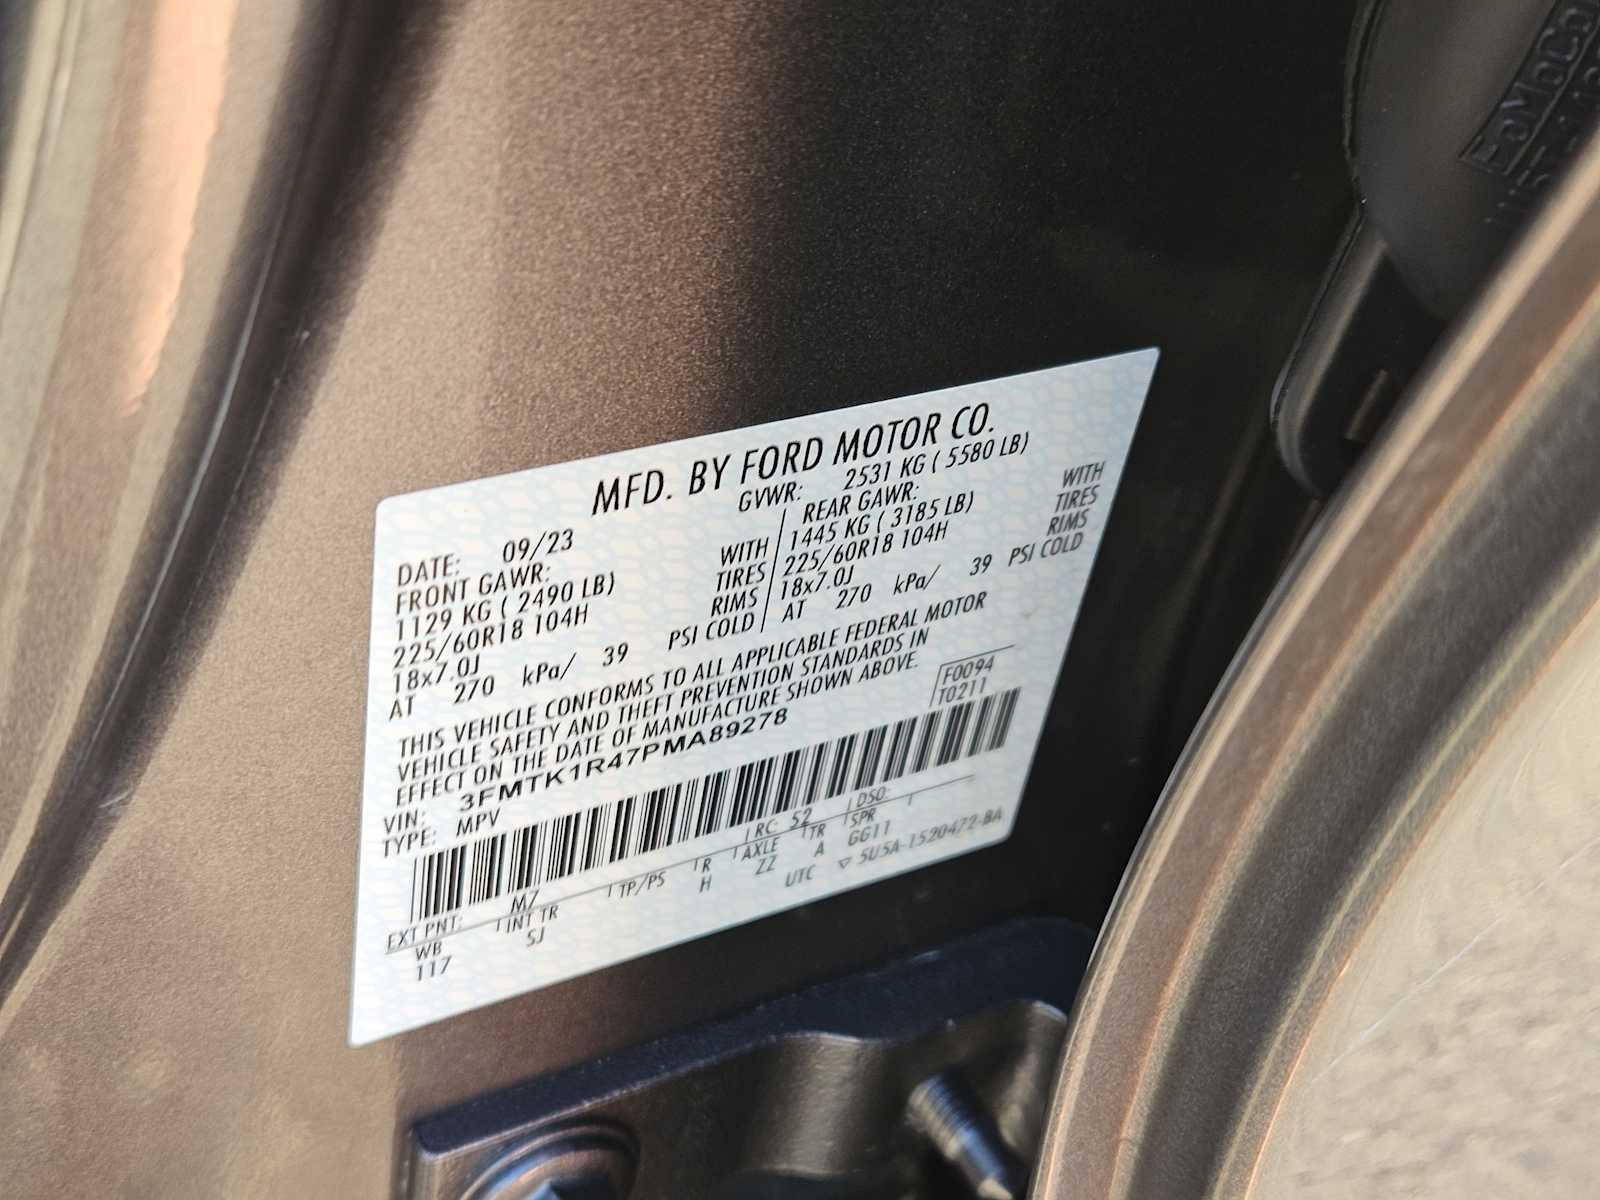 FoMoCo
MFD. BY FORD MOTOR CO.
DATE: 09/23 GVWR: 2531 KG ( 5580 LB)
FRONT GAWR: REAR GAWR:
1129 KG ( 2490 LB) WITH 1445 KG ( 3185 LB) WITH
225/60R18 104H TIRES 225/60R18 104H TIRES
18x7.0J RIMS 18x7.0J RIMS
AT 270 kPa/ 39 PSI COLD AT 270 kPa/ 39 PSI COLD
THIS VEHICLE CONFORMS TO ALL APPLICABLE FEDERAL MOTOR
VEHICLE SAFETY AND THEFT PREVENTION STANDARDS IN
EFFECT ON THE DATE OF MANUFACTURE SHOWN ABOVE.
F0094
T0211
VIN: 3FMTK1R47PMA89278
TYPE: MPV
EXT PNT: M7 RC: 52 DSO:
WB INT TR TP/PS R AXLE TR SPR
117 SJ H ZZ A GG11
UTC 5U5A-1520472-BA